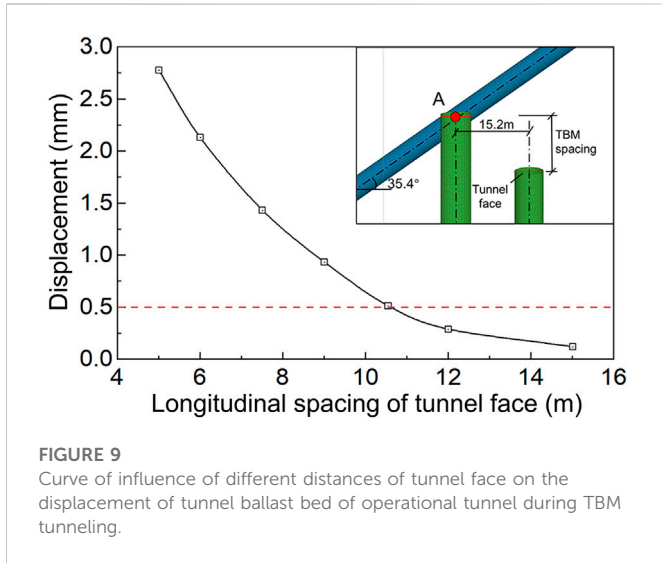 3.0
2.5
2.0
1.5
1.0
0.5
0.0
Displacement (mm)
4 6 8 10 12 14 16
Longitudinal spacing of tunnel face (m)
A
15.2m
TBM
spacing
35.4°
Tunnel
face
FIGURE 9
Curve of influence of different distances of tunnel face on the
displacement of tunnel ballast bed of operational tunnel during TBM
tunneling.